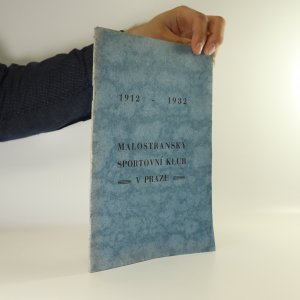 1912 - 1932
MALOSTRANSKÝ
SPORTOVNÍ KLUB
V PRAZE